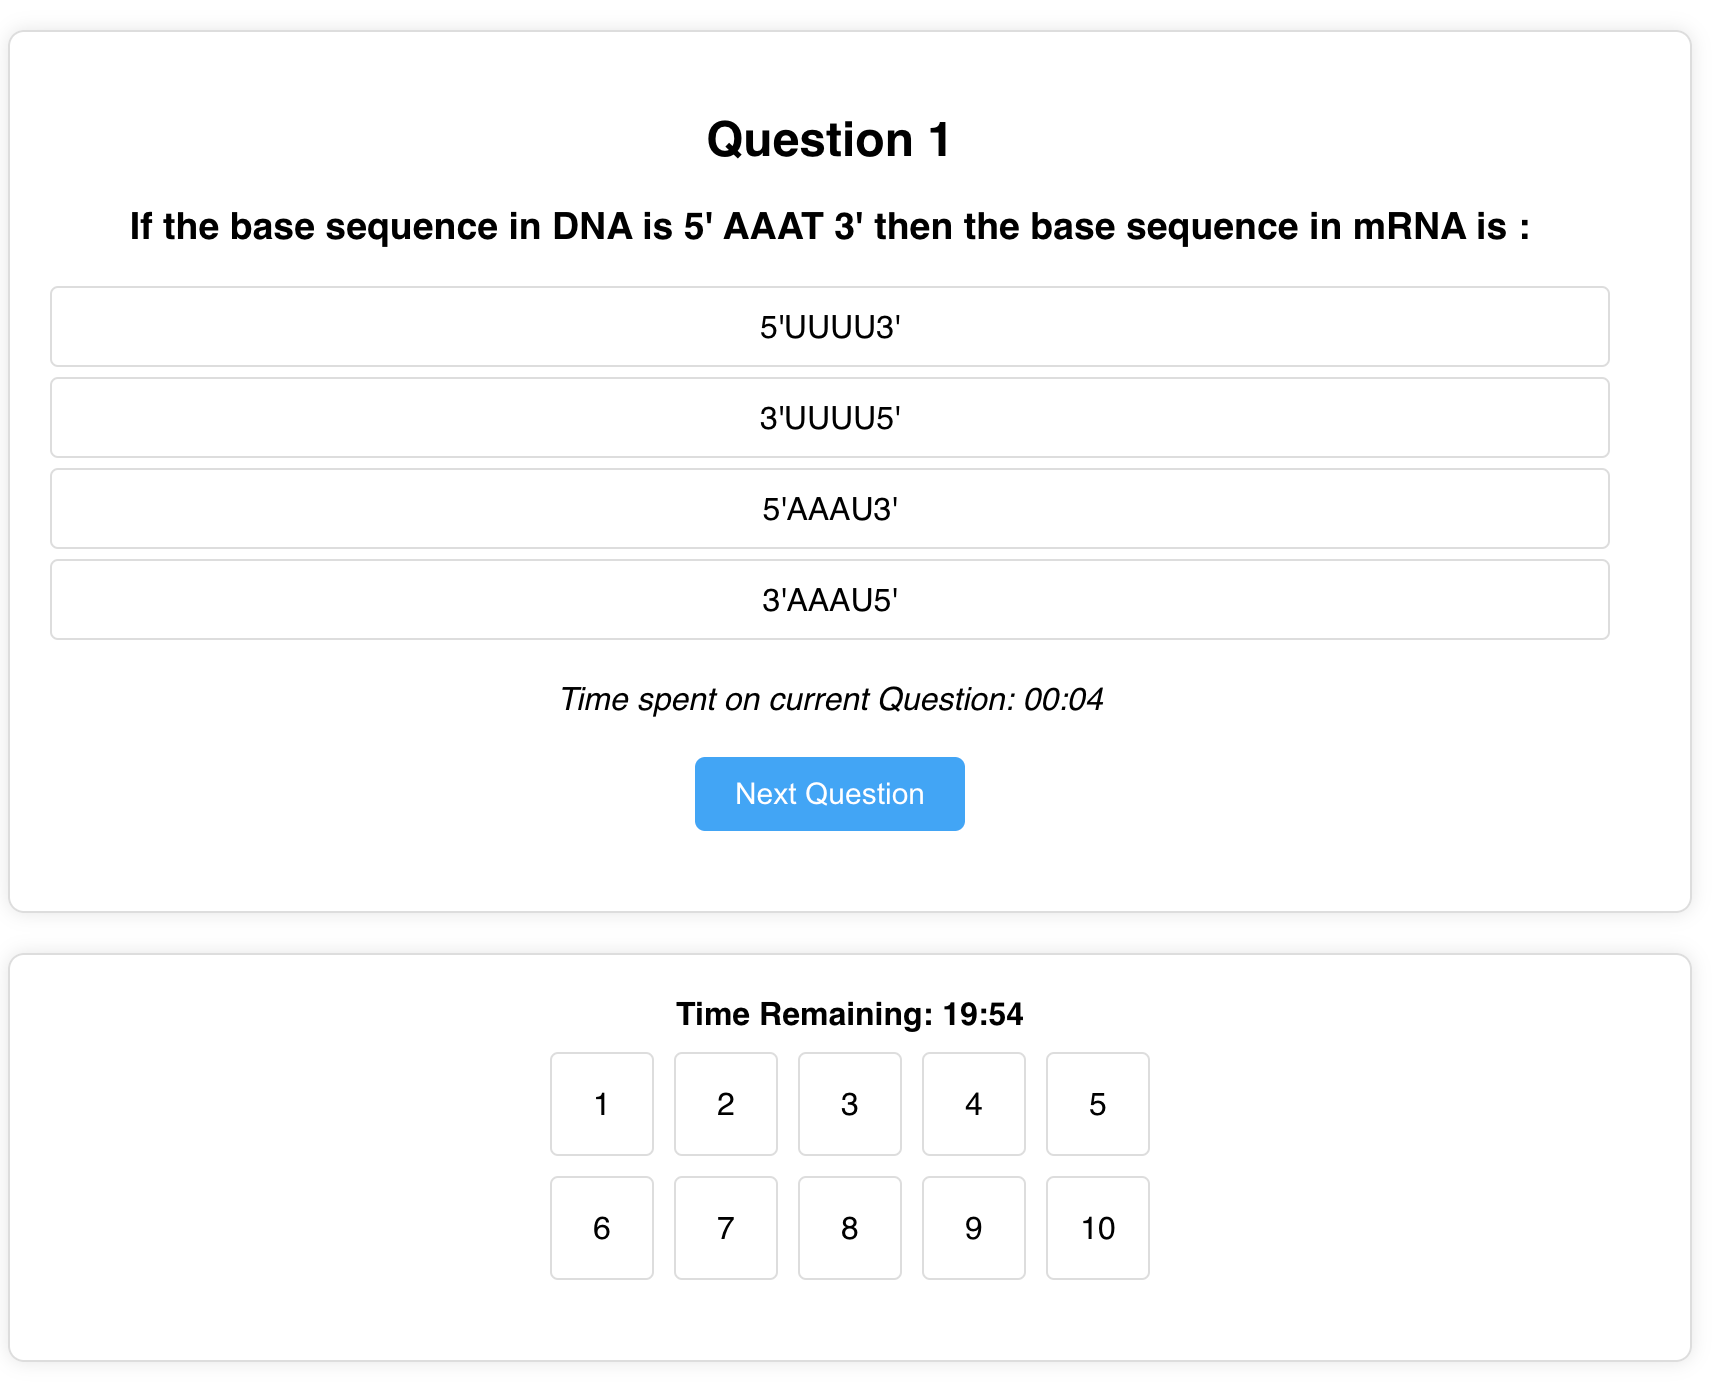 Question 1
If the base sequence in DNA is 5' AAAT 3' then the base sequence in mRNA is :
5'UUUU3'
3'UUUU5'
5'AAAU3'
3'AAAU5'
Time spent on current Question: 00:04
Next Question
Time Remaining: 19:54
1 2 3 4 5
6 7 8 9 10